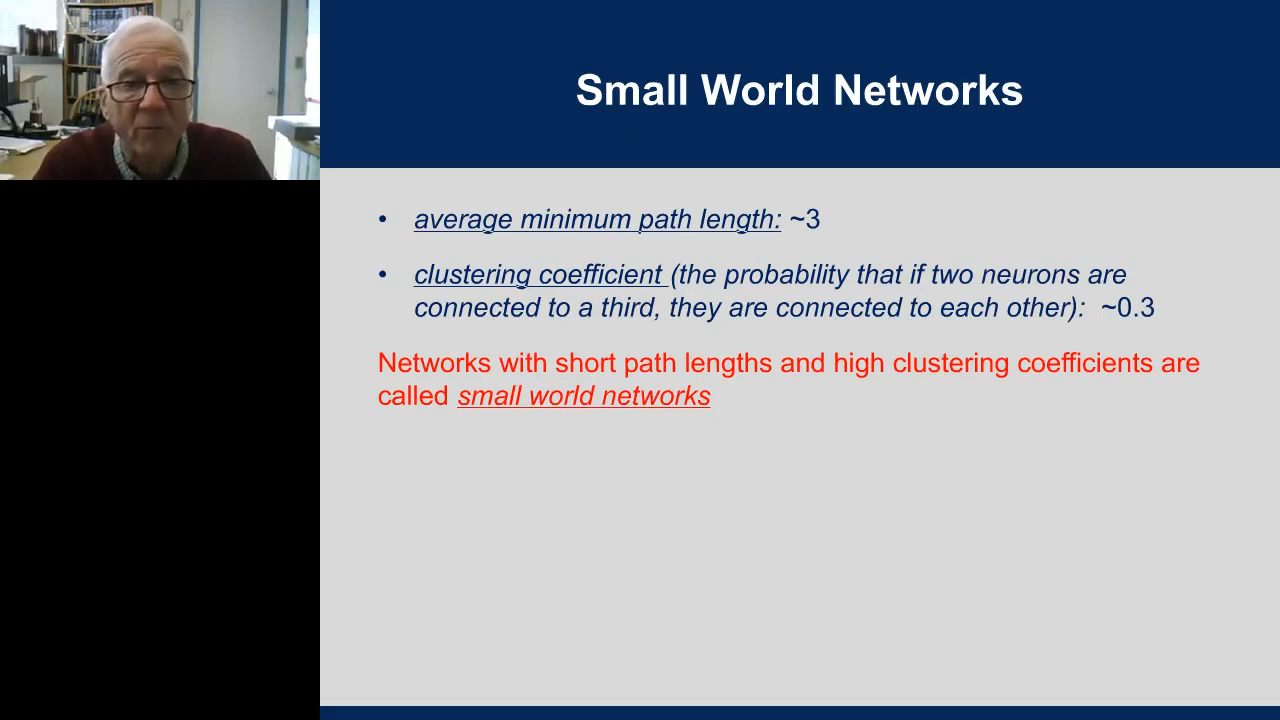 Small World Networks
• average minimum path length: ~3
• clustering coefficient (the probability that if two neurons are
connected to a third, they are connected to each other): ~0.3
Networks with short path lengths and high clustering coefficients are
called small world networks